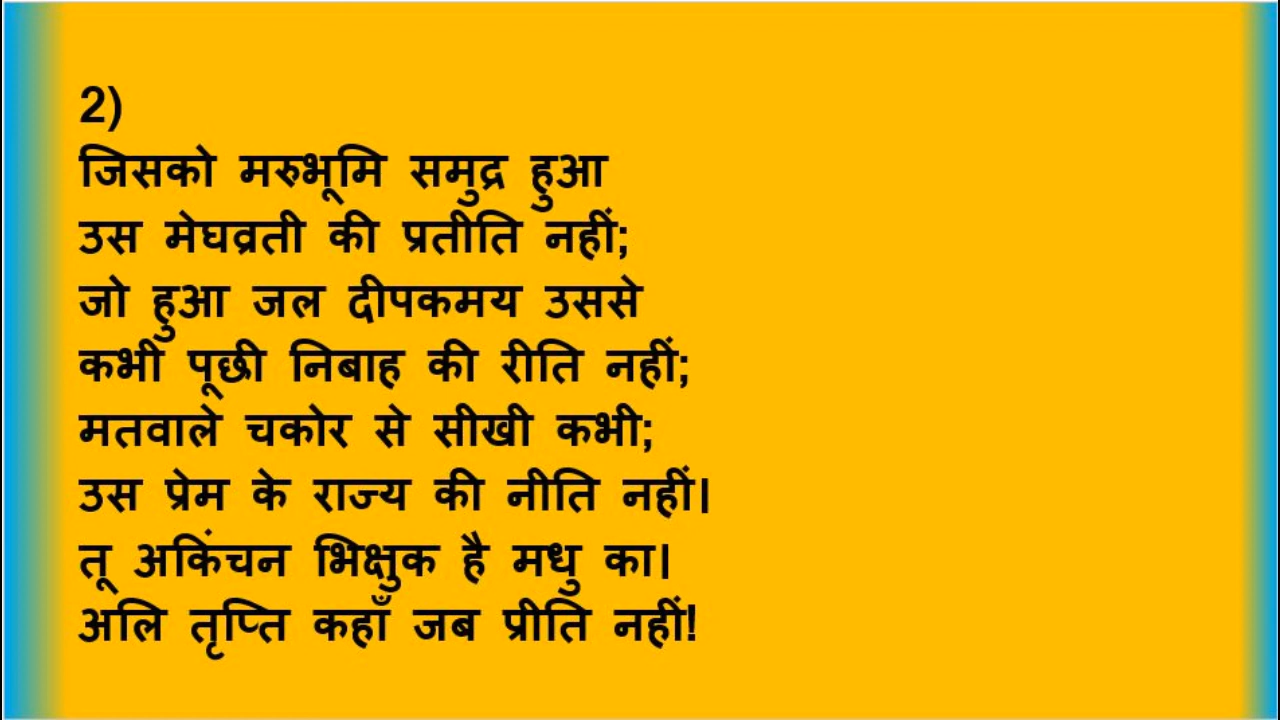 2)
जिसको मरुभूमि समुद्र हुआ
उस मेघव्रती की प्रतीति नहीं;
जो हुआ जल दीपकमय उससे
कभी पूछी निबाह की रीति नहीं;
मतवाले चकोर से सीखी कभी;
उस प्रेम के राज्य की नीति नहीं।
तू अकिंचन भिक्षुक है मधु का।
अलि तृप्ति कहाँ जब प्रीति नहीं!